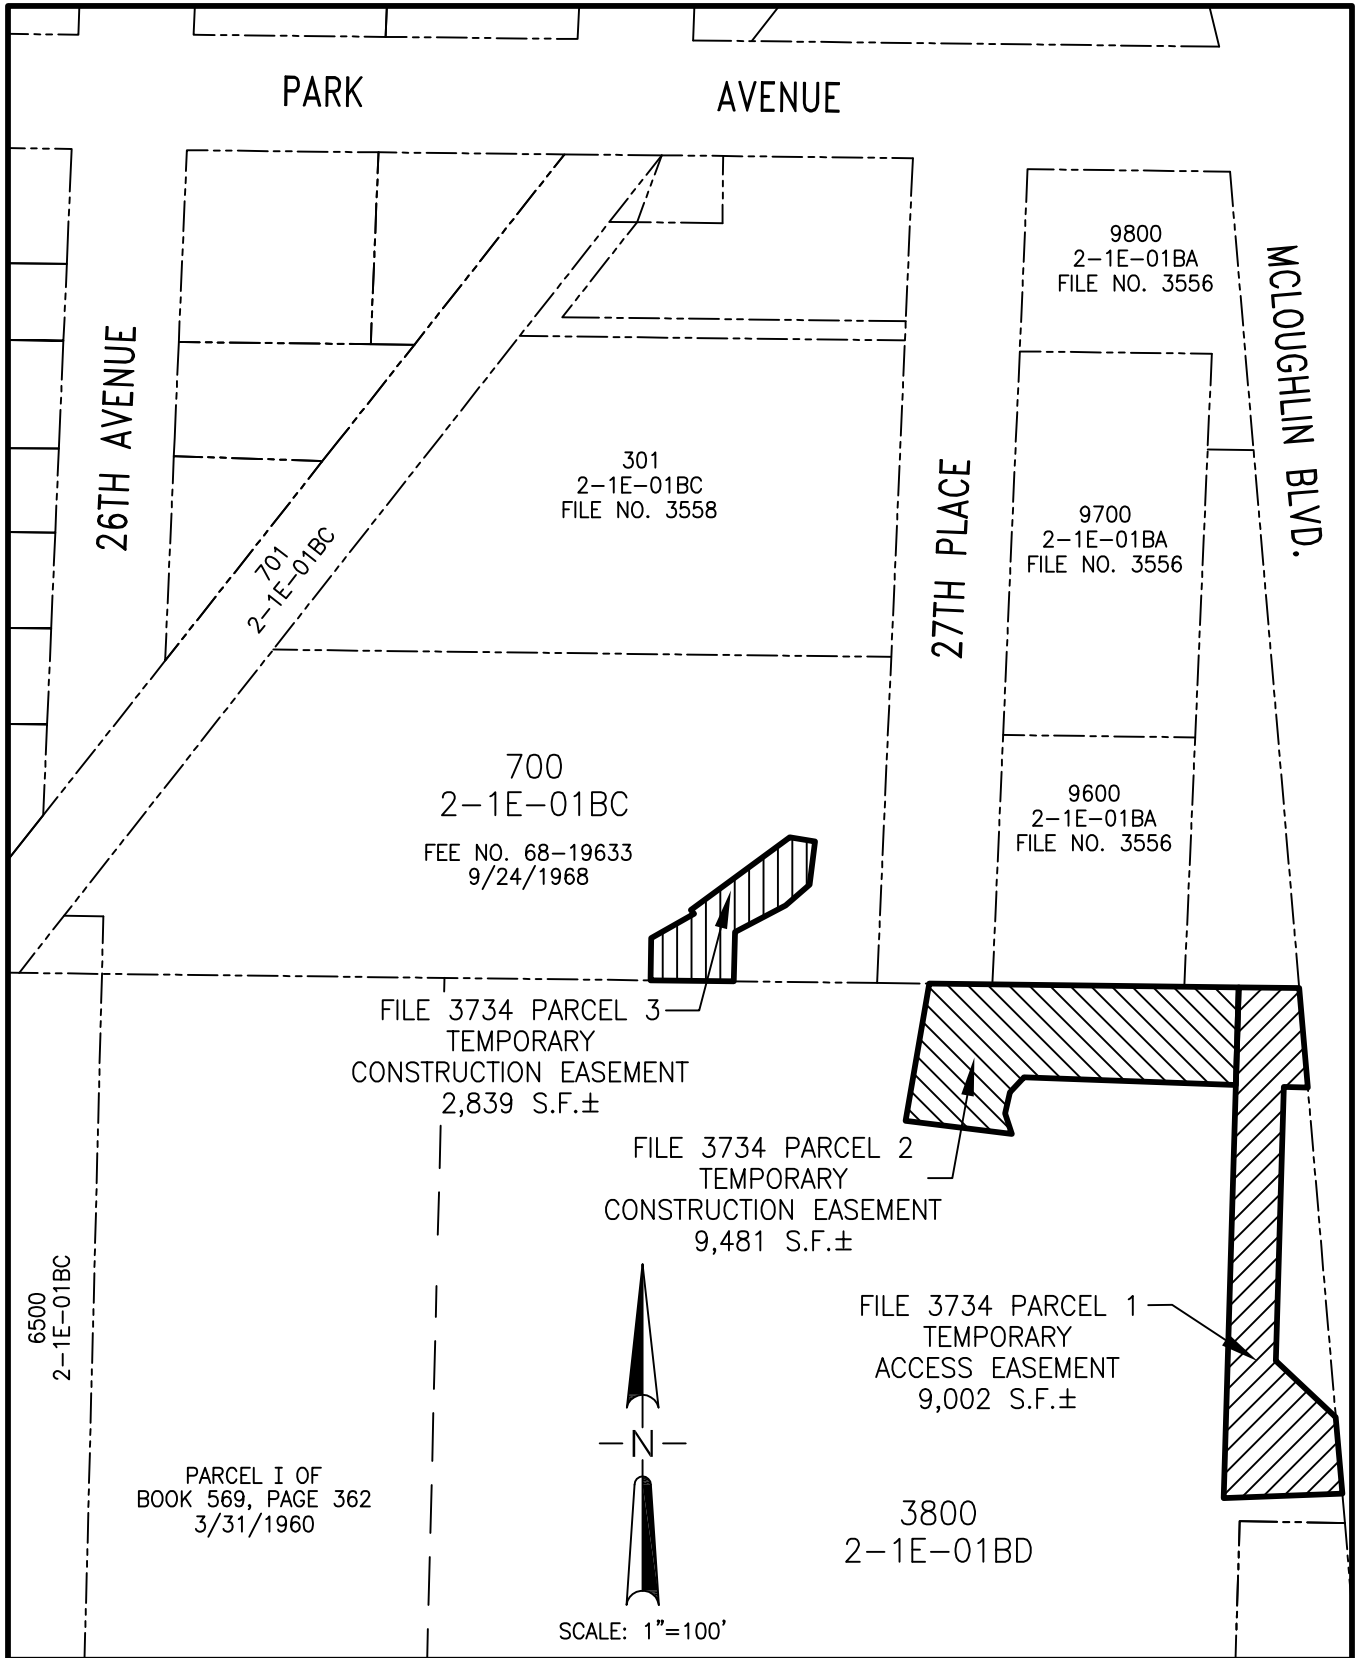 PARK AVENUE
9800
2-1E-01BA
FILE NO. 3556
MCLOUGHLIN BLVD.
26TH AVENUE
301
2-1E-01BC
FILE NO. 3558
27TH PLACE
9700
2-1E-01BA
FILE NO. 3556
701
2-1E-01BC
700
2-1E-01BC
FEE NO. 68-19633
9/24/1968
9600
2-1E-01BA
FILE NO. 3556
FILE 3734 PARCEL 3
TEMPORARY
CONSTRUCTION EASEMENT
2,839 S.F.±
FILE 3734 PARCEL 2
TEMPORARY
CONSTRUCTION EASEMENT
9,481 S.F.±
6500
2-1E-01BC
FILE 3734 PARCEL 1
TEMPORARY
ACCESS EASEMENT
9,002 S.F.±
N
PARCEL I OF
BOOK 569, PAGE 362
3/31/1960
3800
2-1E-01BD
SCALE: 1"=100'